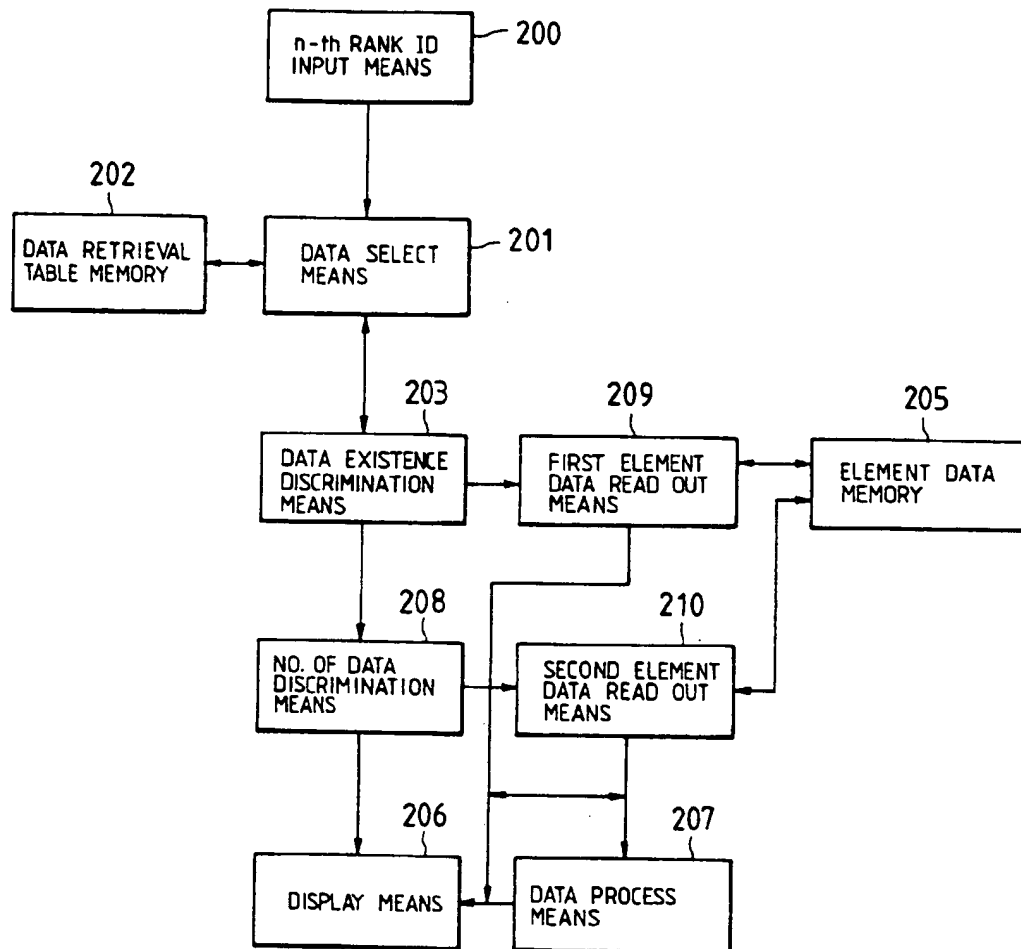 n-th RANK ID
INPUT MEANS
200
202
DATA RETRIEVAL
TABLE MEMORY
DATA SELECT
MEANS
201
203
DATA EXISTENCE
DISCRIMINATION
MEANS
209
FIRST ELEMENT
DATA READ OUT
MEANS
205
ELEMENT DATA
MEMORY
208
NO. OF DATA
DISCRIMINATION
MEANS
210
SECOND ELEMENT
DATA READ OUT
MEANS
206
DISPLAY MEANS
207
DATA PROCESS
MEANS